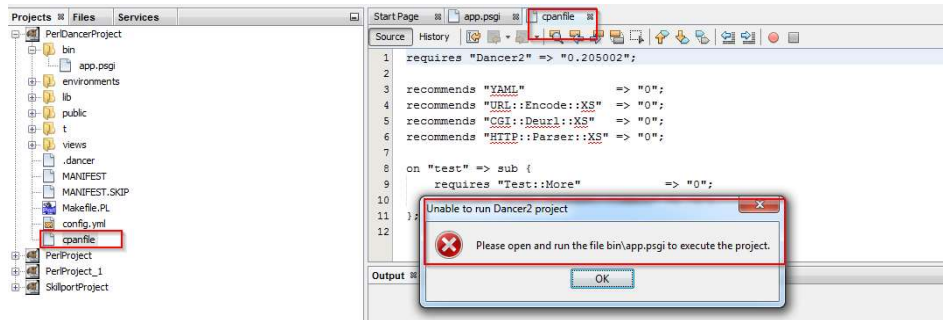 Projects Files Services
PerlDancerProject
bin
app.psgi
environments
lib
public
t
views
.dancer
MANIFEST
MANIFEST.SKIP
Makefile.PL
config.yml
cpanfile
PerlProject
PerlProject_1
SkillportProject
Start Page app.psgi cpanfile
Source History
1 requires "Dancer2" => "0.205002";
2
3 recommends "YAML" => "0";
4 recommends "URL::Encode::XS" => "0";
5 recommends "CGI::Deurl::XS" => "0";
6 recommends "HTTP::Parser::XS" => "0";
7
8 on "test" => sub {
9 requires "Test::More" => "0";
10
11 };
12
Unable to run Dancer2 project
Please open and run the file bin\app.psgi to execute the project.
OK
Output